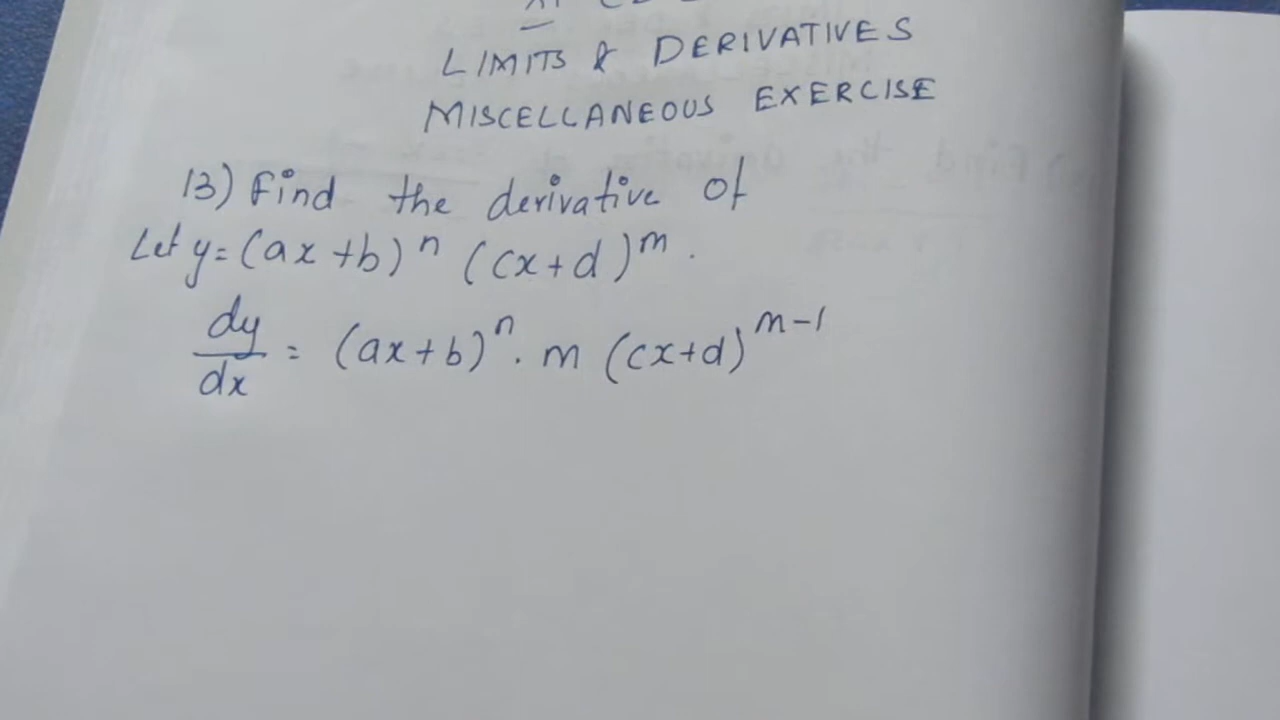 LIMITS & DERIVATIVES
MISCELLANEOUS EXERCISE
13) Find the derivative of
Let y=(ax+b)^n (cx+d)^m.
dy/dx = (ax+b)^n . m (cx+d)^m-1